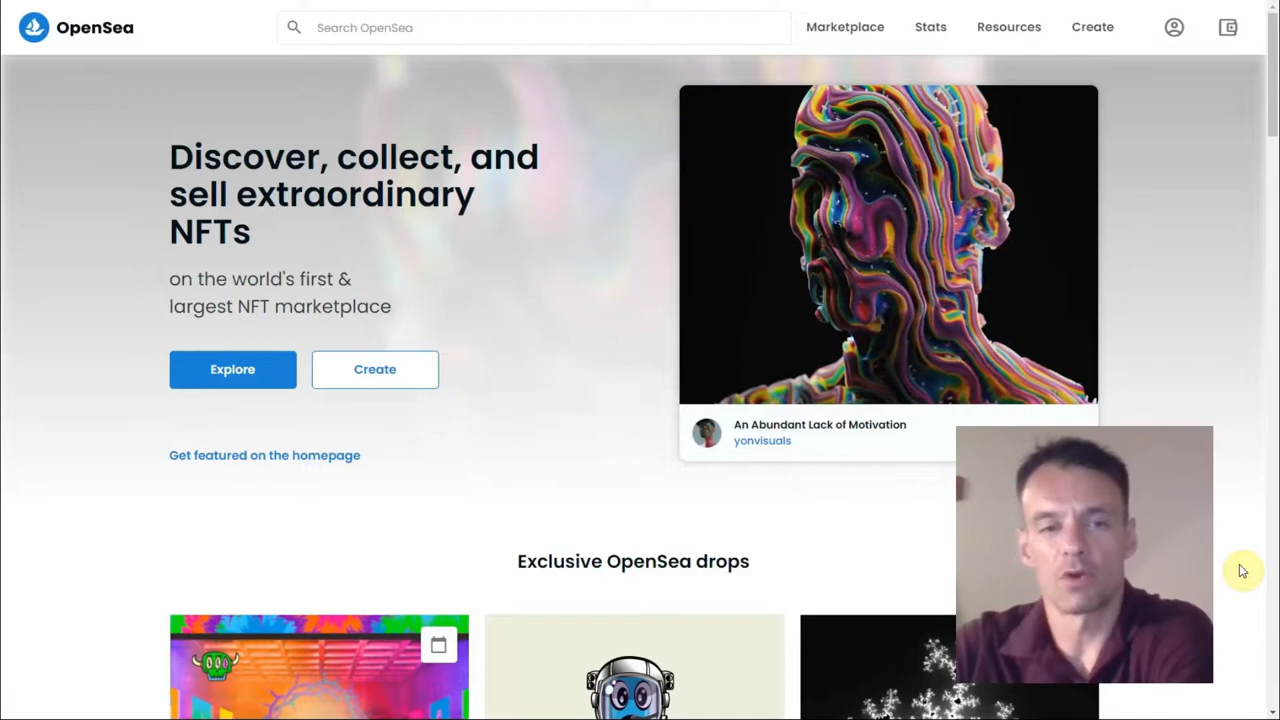 OpenSea
Search OpenSea
Marketplace
Stats
Resources
Create
Discover, collect, and
sell extraordinary
NFTs
on the world's first &
largest NFT marketplace
Explore
Create
Get featured on the homepage
An Abundant Lack of Motivation
yonvisuals
Exclusive OpenSea drops